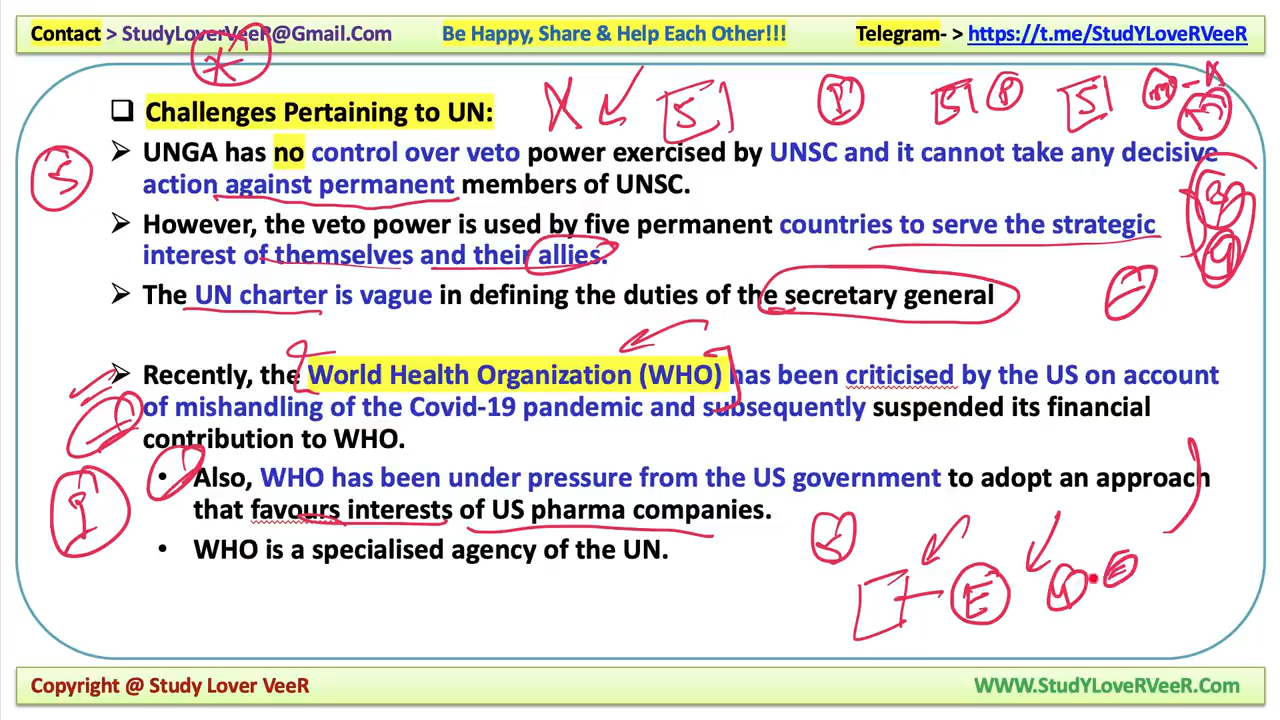 Contact > StudyLoverVeeR@Gmail.Com Be Happy, Share & Help Each Other!!! Telegram- > https://t.me/StudYLoveRVeeR
❑ Challenges Pertaining to UN:
➢ UNGA has no control over veto power exercised by UNSC and it cannot take any decisive
action against permanent members of UNSC.
➢ However, the veto power is used by five permanent countries to serve the strategic
interest of themselves and their allies.
➢ The UN charter is vague in defining the duties of the secretary general
➢ Recently, the World Health Organization (WHO) has been criticised by the US on account
of mishandling of the Covid-19 pandemic and subsequently suspended its financial
contribution to WHO.
• Also, WHO has been under pressure from the US government to adopt an approach
that favours interests of US pharma companies.
• WHO is a specialised agency of the UN.
Copyright @ Study Lover VeeR WWW.StudYLoveRVeeR.Com